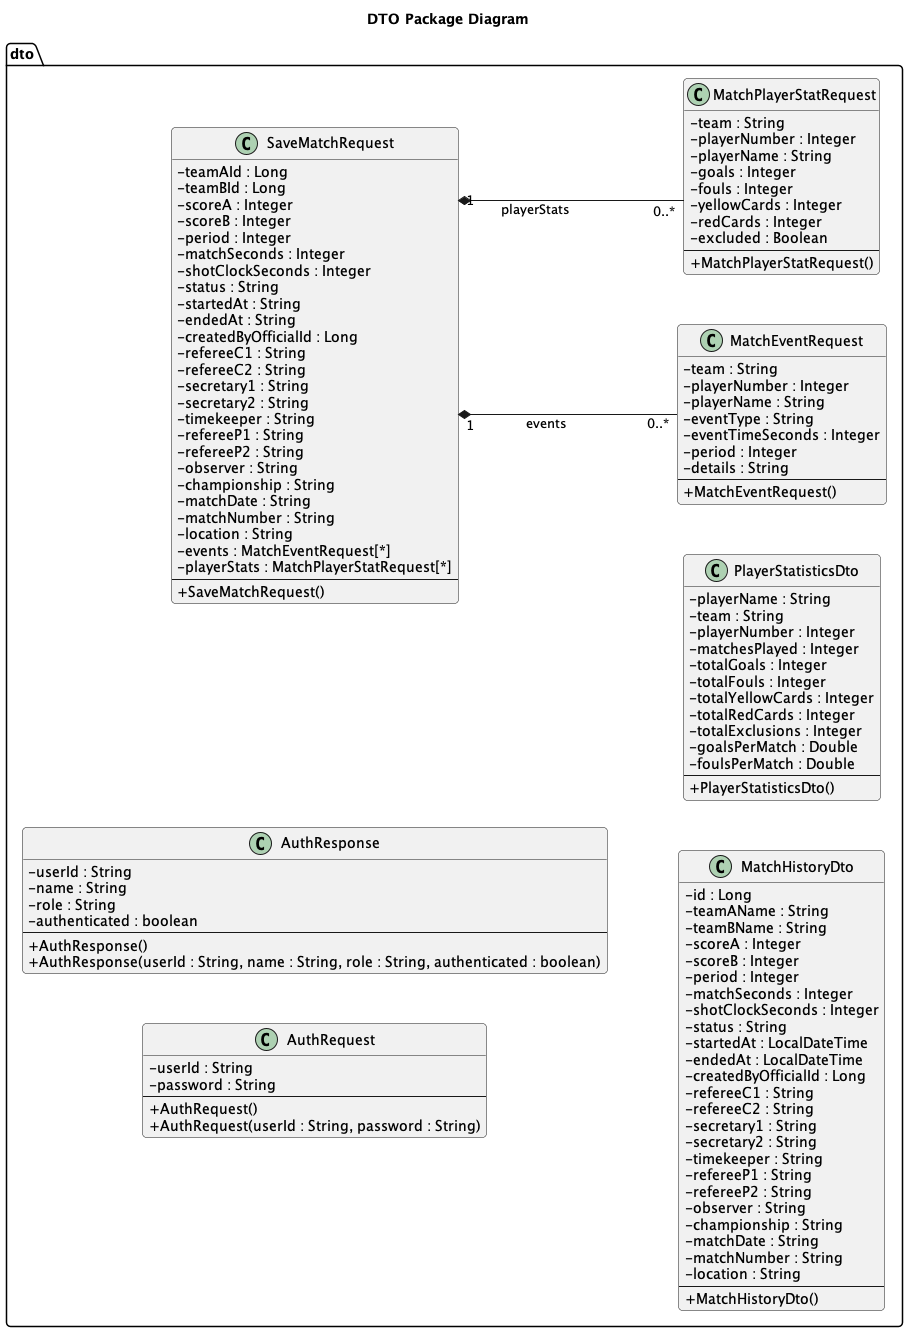 DTO Package Diagram
dto
C SaveMatchRequest
-teamAId : Long
-teamBId : Long
-scoreA : Integer
-scoreB : Integer
-period : Integer
-matchSeconds : Integer
-shotClockSeconds : Integer
-status : String
-startedAt : String
-endedAt : String
-createdByOfficialId : Long
-refereeC1 : String
-refereeC2 : String
-secretary1 : String
-secretary2 : String
-timekeeper : String
-refereeP1 : String
-refereeP2 : String
-observer : String
-championship : String
-matchDate : String
-matchNumber : String
-location : String
-events : MatchEventRequest[*]
-playerStats : MatchPlayerStatRequest[*]
+SaveMatchRequest()
1
playerStats
0..*
1
events
0..*
C MatchPlayerStatRequest
-team : String
-playerNumber : Integer
-playerName : String
-goals : Integer
-fouls : Integer
-yellowCards : Integer
-redCards : Integer
-excluded : Boolean
+MatchPlayerStatRequest()
C MatchEventRequest
-team : String
-playerNumber : Integer
-playerName : String
-eventType : String
-eventTimeSeconds : Integer
-period : Integer
-details : String
+MatchEventRequest()
C PlayerStatisticsDto
-playerName : String
-team : String
-playerNumber : Integer
-matchesPlayed : Integer
-totalGoals : Integer
-totalFouls : Integer
-totalYellowCards : Integer
-totalRedCards : Integer
-totalExclusions : Integer
-goalsPerMatch : Double
-foulsPerMatch : Double
+PlayerStatisticsDto()
C AuthResponse
-userId : String
-name : String
-role : String
-authenticated : boolean
+AuthResponse()
+AuthResponse(userId : String, name : String, role : String, authenticated : boolean)
C AuthRequest
-userId : String
-password : String
+AuthRequest()
+AuthRequest(userId : String, password : String)
C MatchHistoryDto
-id : Long
-teamAName : String
-teamBName : String
-scoreA : Integer
-scoreB : Integer
-period : Integer
-matchSeconds : Integer
-shotClockSeconds : Integer
-status : String
-startedAt : LocalDateTime
-endedAt : LocalDateTime
-createdByOfficialId : Long
-refereeC1 : String
-refereeC2 : String
-secretary1 : String
-secretary2 : String
-timekeeper : String
-refereeP1 : String
-refereeP2 : String
-observer : String
-championship : String
-matchDate : String
-matchNumber : String
-location : String
+MatchHistoryDto()